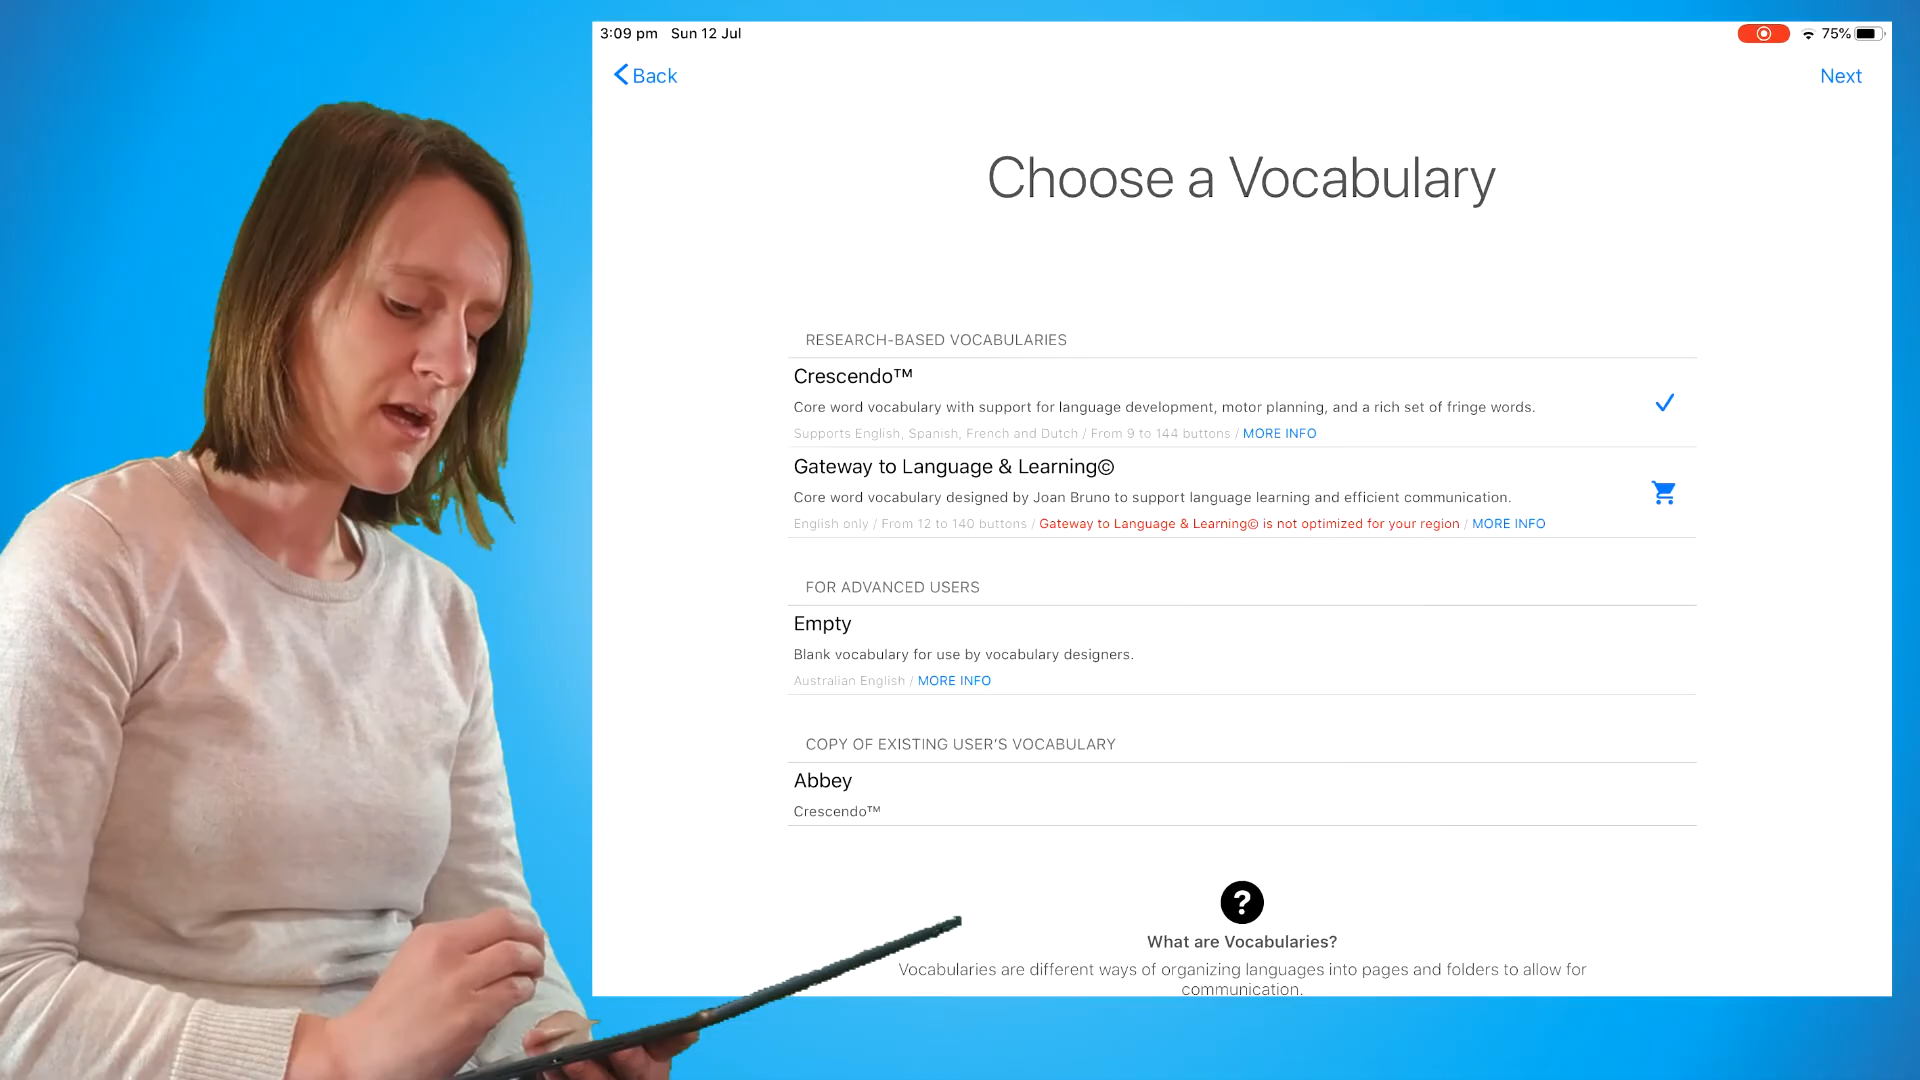 3:09 pm Sun 12 Jul
75%
Back
Next
Choose a Vocabulary
RESEARCH-BASED VOCABULARIES
Crescendo™
Core word vocabulary with support for language development, motor planning, and a rich set of fringe words.
Supports English, Spanish, French and Dutch / From 9 to 144 buttons / MORE INFO
Gateway to Language & Learning©
Core word vocabulary designed by Joan Bruno to support language learning and efficient communication.
English only / From 12 to 140 buttons / Gateway to Language & Learning© is not optimized for your region / MORE INFO
FOR ADVANCED USERS
Empty
Blank vocabulary for use by vocabulary designers.
Australian English / MORE INFO
COPY OF EXISTING USER'S VOCABULARY
Abbey
Crescendo™
?
What are Vocabularies?
Vocabularies are different ways of organizing languages into pages and folders to allow for
communication.